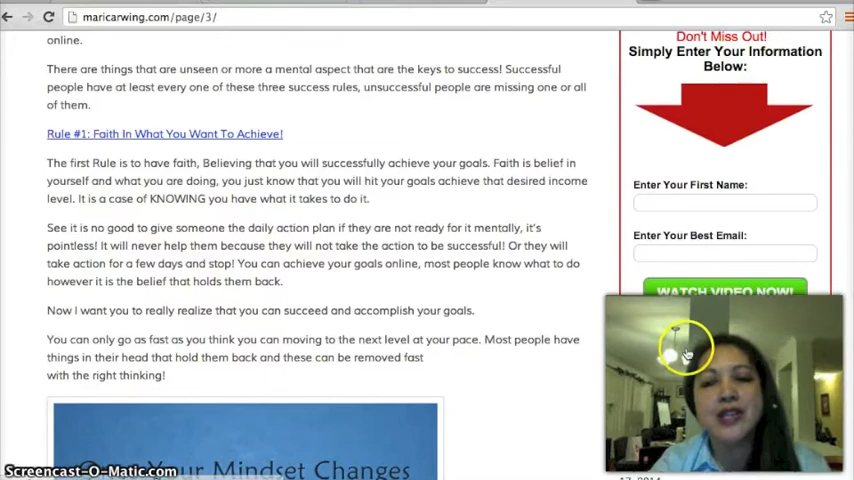 maricarwing.com/page/3/
online.
There are things that are unseen or more a mental aspect that are the keys to success! Successful
people have at least every one of these three success rules, unsuccessful people are missing one or all
of them.
Rule #1: Faith In What You Want To Achieve!
The first Rule is to have faith, Believing that you will successfully achieve your goals. Faith is belief in
yourself and what you are doing, you just know that you will hit your goals achieve that desired income
level. It is a case of KNOWING you have what it takes to do it.
See it is no good to give someone the daily action plan if they are not ready for it mentally, it's
pointless! It will never help them because they will not take the action to be successful! Or they will
take action for a few days and stop! You can achieve your goals online, most people know what to do
however it is the belief that holds them back.
Now I want you to really realize that you can succeed and accomplish your goals.
You can only go as fast as you think you can moving to the next level at your pace. Most people have
things in their head that hold them back and these can be removed fast
with the right thinking!
Your Mindset Changes
Screencast-O-Matic.com
Don't Miss Out!
Simply Enter Your Information
Below:
Enter Your First Name:
Enter Your Best Email:
WATCH VIDEO NOW!
17, 2014